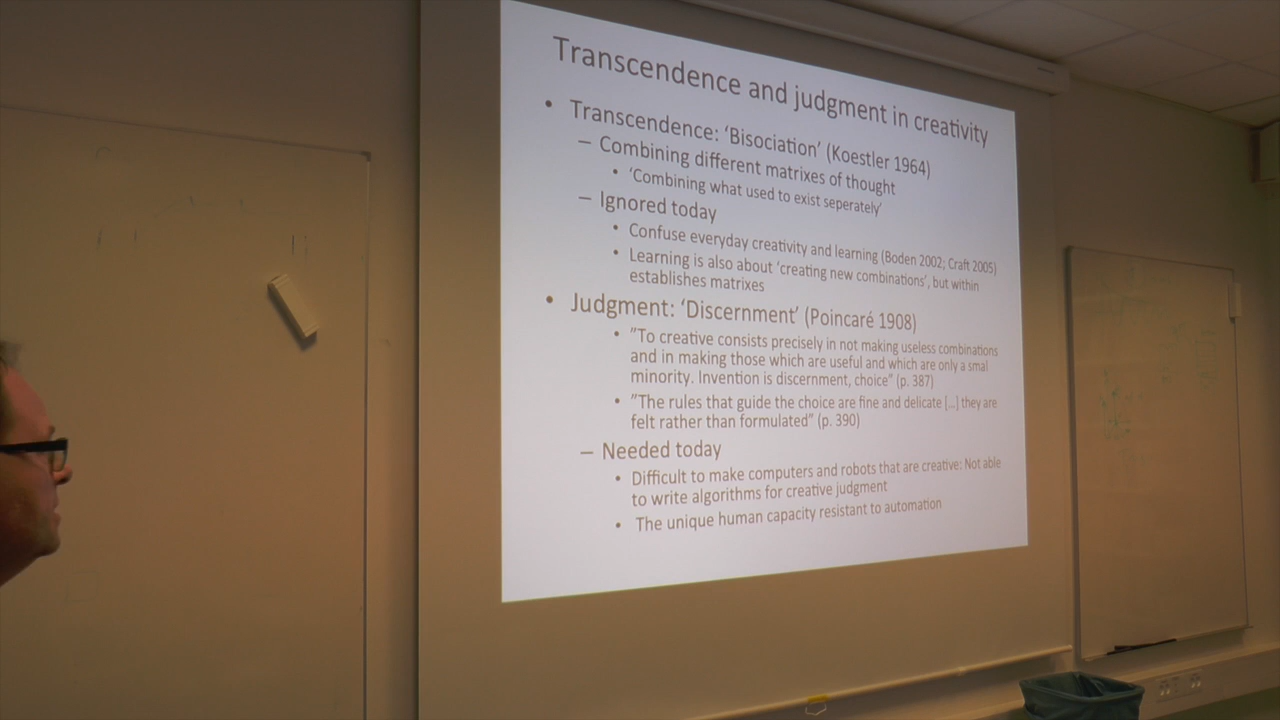 Transcendence and judgment in creativity
• Transcendence: ‘Bisociation’ (Koestler 1964)
– Combining different matrixes of thought
• ‘Combining what used to exist seperately’
– Ignored today
• Confuse everyday creativity and learning (Boden 2002; Craft 2005)
• Learning is also about ‘creating new combinations’, but within
establishes matrixes
• Judgment: ‘Discernment’ (Poincaré 1908)
• ”To creative consists precisely in not making useless combinations
and in making those which are useful and which are only a smal
minority. Invention is discernment, choice” (p. 387)
• ”The rules that guide the choice are fine and delicate […] they are
felt rather than formulated” (p. 390)
– Needed today
• Difficult to make computers and robots that are creative: Not able
to write algorithms for creative judgment
• The unique human capacity resistant to automation